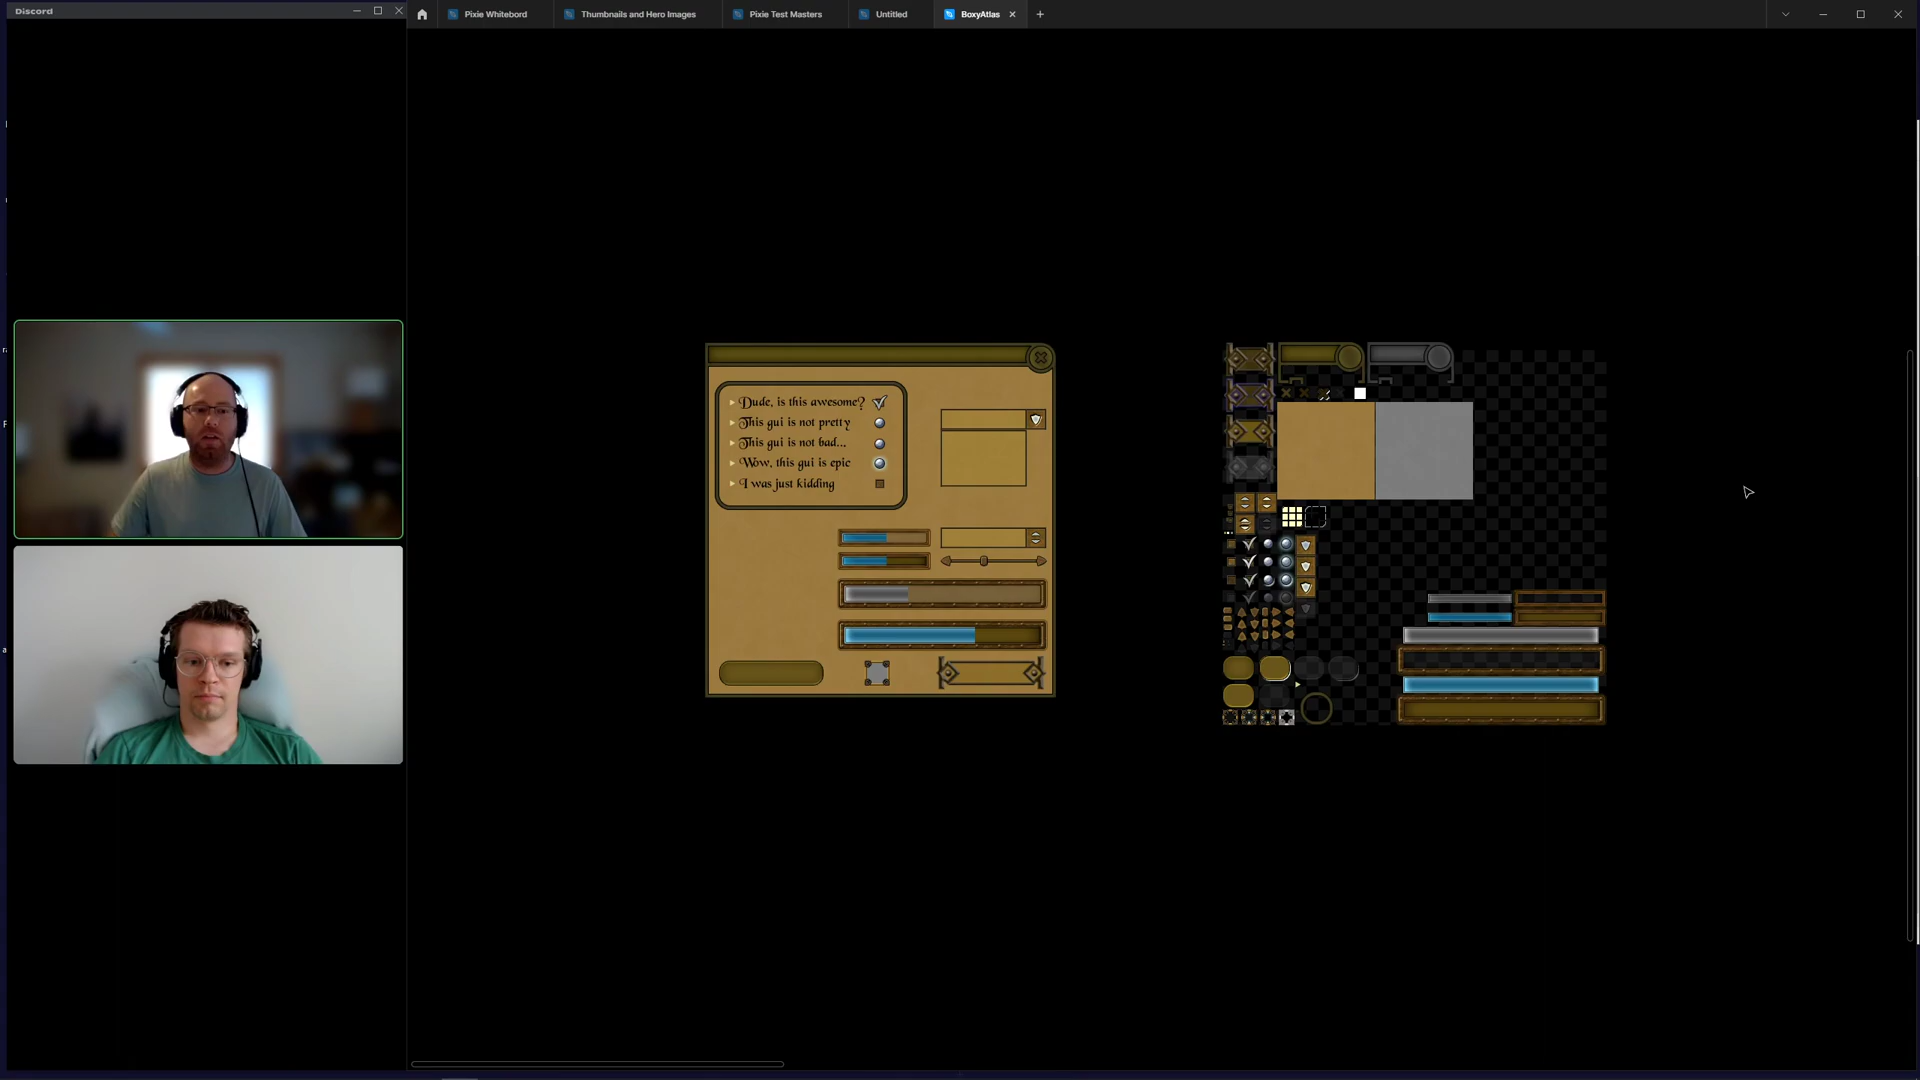 Discord
Pixie Whitebord
Thumbnails and Hero Images
Pixie Test Masters
Untitled
BoxyAtlas
Dude, is this awesome?
This gui is not pretty
This gui is not bad...
Wow, this gui is epic
I was just kidding